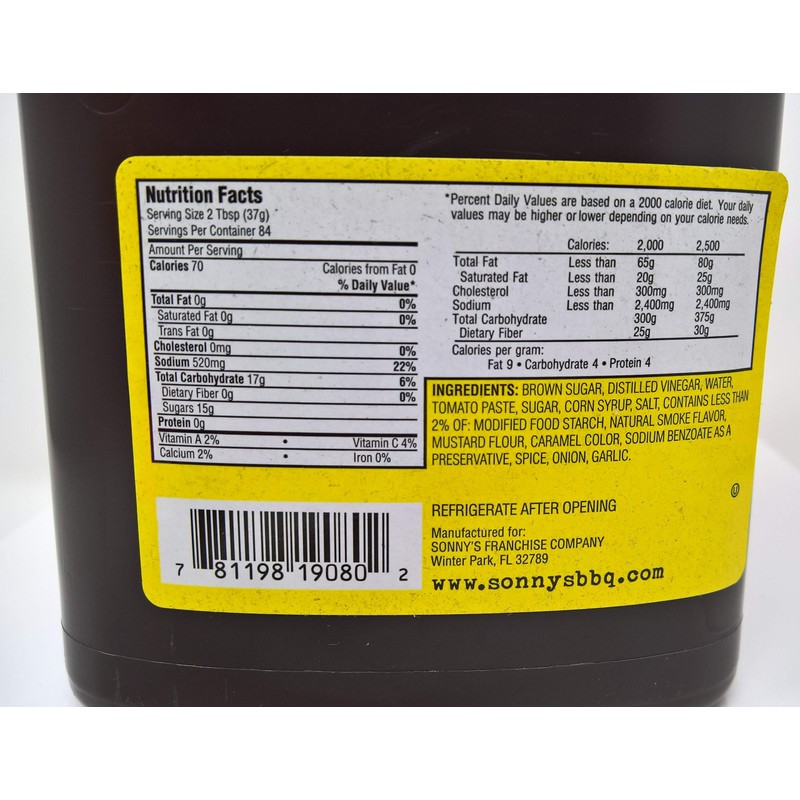 Nutrition Facts
Serving Size 2 Tbsp (37g)
Servings Per Container 84
Amount Per Serving
Calories 70 Calories from Fat 0
% Daily Value*
Total Fat 0g 0%
Saturated Fat 0g 0%
Trans Fat 0g
Cholesterol 0mg 0%
Sodium 520mg 22%
Total Carbohydrate 17g 6%
Dietary Fiber 0g 0%
Sugars 15g
Protein 0g
Vitamin A 2% • Vitamin C 4%
Calcium 2% • Iron 0%
*Percent Daily Values are based on a 2000 calorie diet. Your daily
values may be higher or lower depending on your calorie needs.
Calories: 2,000 2,500
Total Fat Less than 65g 80g
Saturated Fat Less than 20g 25g
Cholesterol Less than 300mg 300mg
Sodium Less than 2,400mg 2,400mg
Total Carbohydrate 300g 375g
Dietary Fiber 25g 30g
Calories per gram:
Fat 9 • Carbohydrate 4 • Protein 4
INGREDIENTS: BROWN SUGAR, DISTILLED VINEGAR, WATER,
TOMATO PASTE, SUGAR, CORN SYRUP, SALT, CONTAINS LESS THAN
2% OF: MODIFIED FOOD STARCH, NATURAL SMOKE FLAVOR,
MUSTARD FLOUR, CARAMEL COLOR, SODIUM BENZOATE AS A
PRESERVATIVE, SPICE, ONION, GARLIC.
U
REFRIGERATE AFTER OPENING
Manufactured for:
SONNY'S FRANCHISE COMPANY
Winter Park, FL 32789
www.sonnysbbq.com
7 81198 19080 2